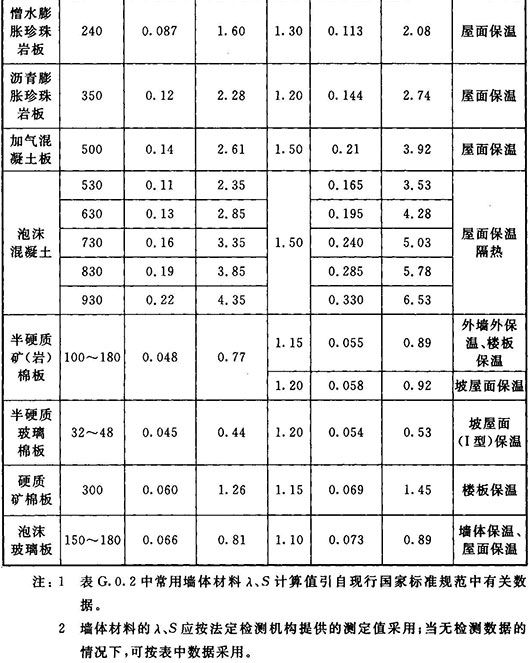 憎水膨
胀珍珠
岩板
240
0.087
1.60
1.30
0.113
2.08
屋面保温
沥青膨
胀珍珠
岩板
350
0.12
2.28
1.20
0.144
2.74
屋面保温
加气混
凝土板
500
0.14
2.61
1.50
0.21
3.92
屋面保温
泡沫
混凝土
530
0.11
2.35
1.50
0.165
3.53
屋面保温
隔热
630
0.13
2.85
0.195
4.28
730
0.16
3.35
0.240
5.03
830
0.19
3.85
0.285
5.78
930
0.22
4.35
0.330
6.53
半硬质
矿(岩)
棉板
100~180
0.048
0.77
1.15
0.055
0.89
外墙外保
温、楼板
保温
1.20
0.058
0.92
坡屋面保温
半硬质
玻璃
棉板
32~48
0.045
0.44
1.20
0.054
0.53
坡屋面
(I型)保温
硬质
矿棉板
300
0.060
1.26
1.15
0.069
1.45
楼板保温
泡沫
玻璃板
150~180
0.066
0.81
1.10
0.073
0.89
墙体保温、
屋面保温
注:1 表G.0.2中常用墙体材料λ、S计算值引自现行国家标准规范中有关数
据。
2 墙体材料的λ、S应按法定检测机构提供的测定值采用;当无检测数据的
情况下,可按表中数据采用。